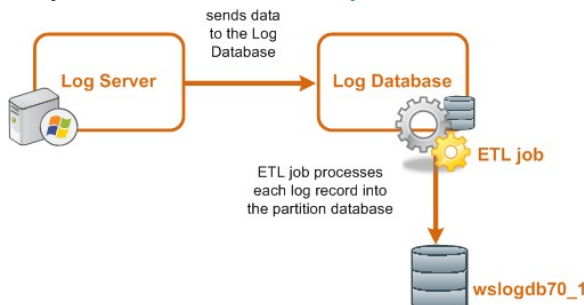 sends data
to the Log
Database
Log Server
Log Database
ETL job
ETL job processes
each log record into
the partition database
wslogdb70_1